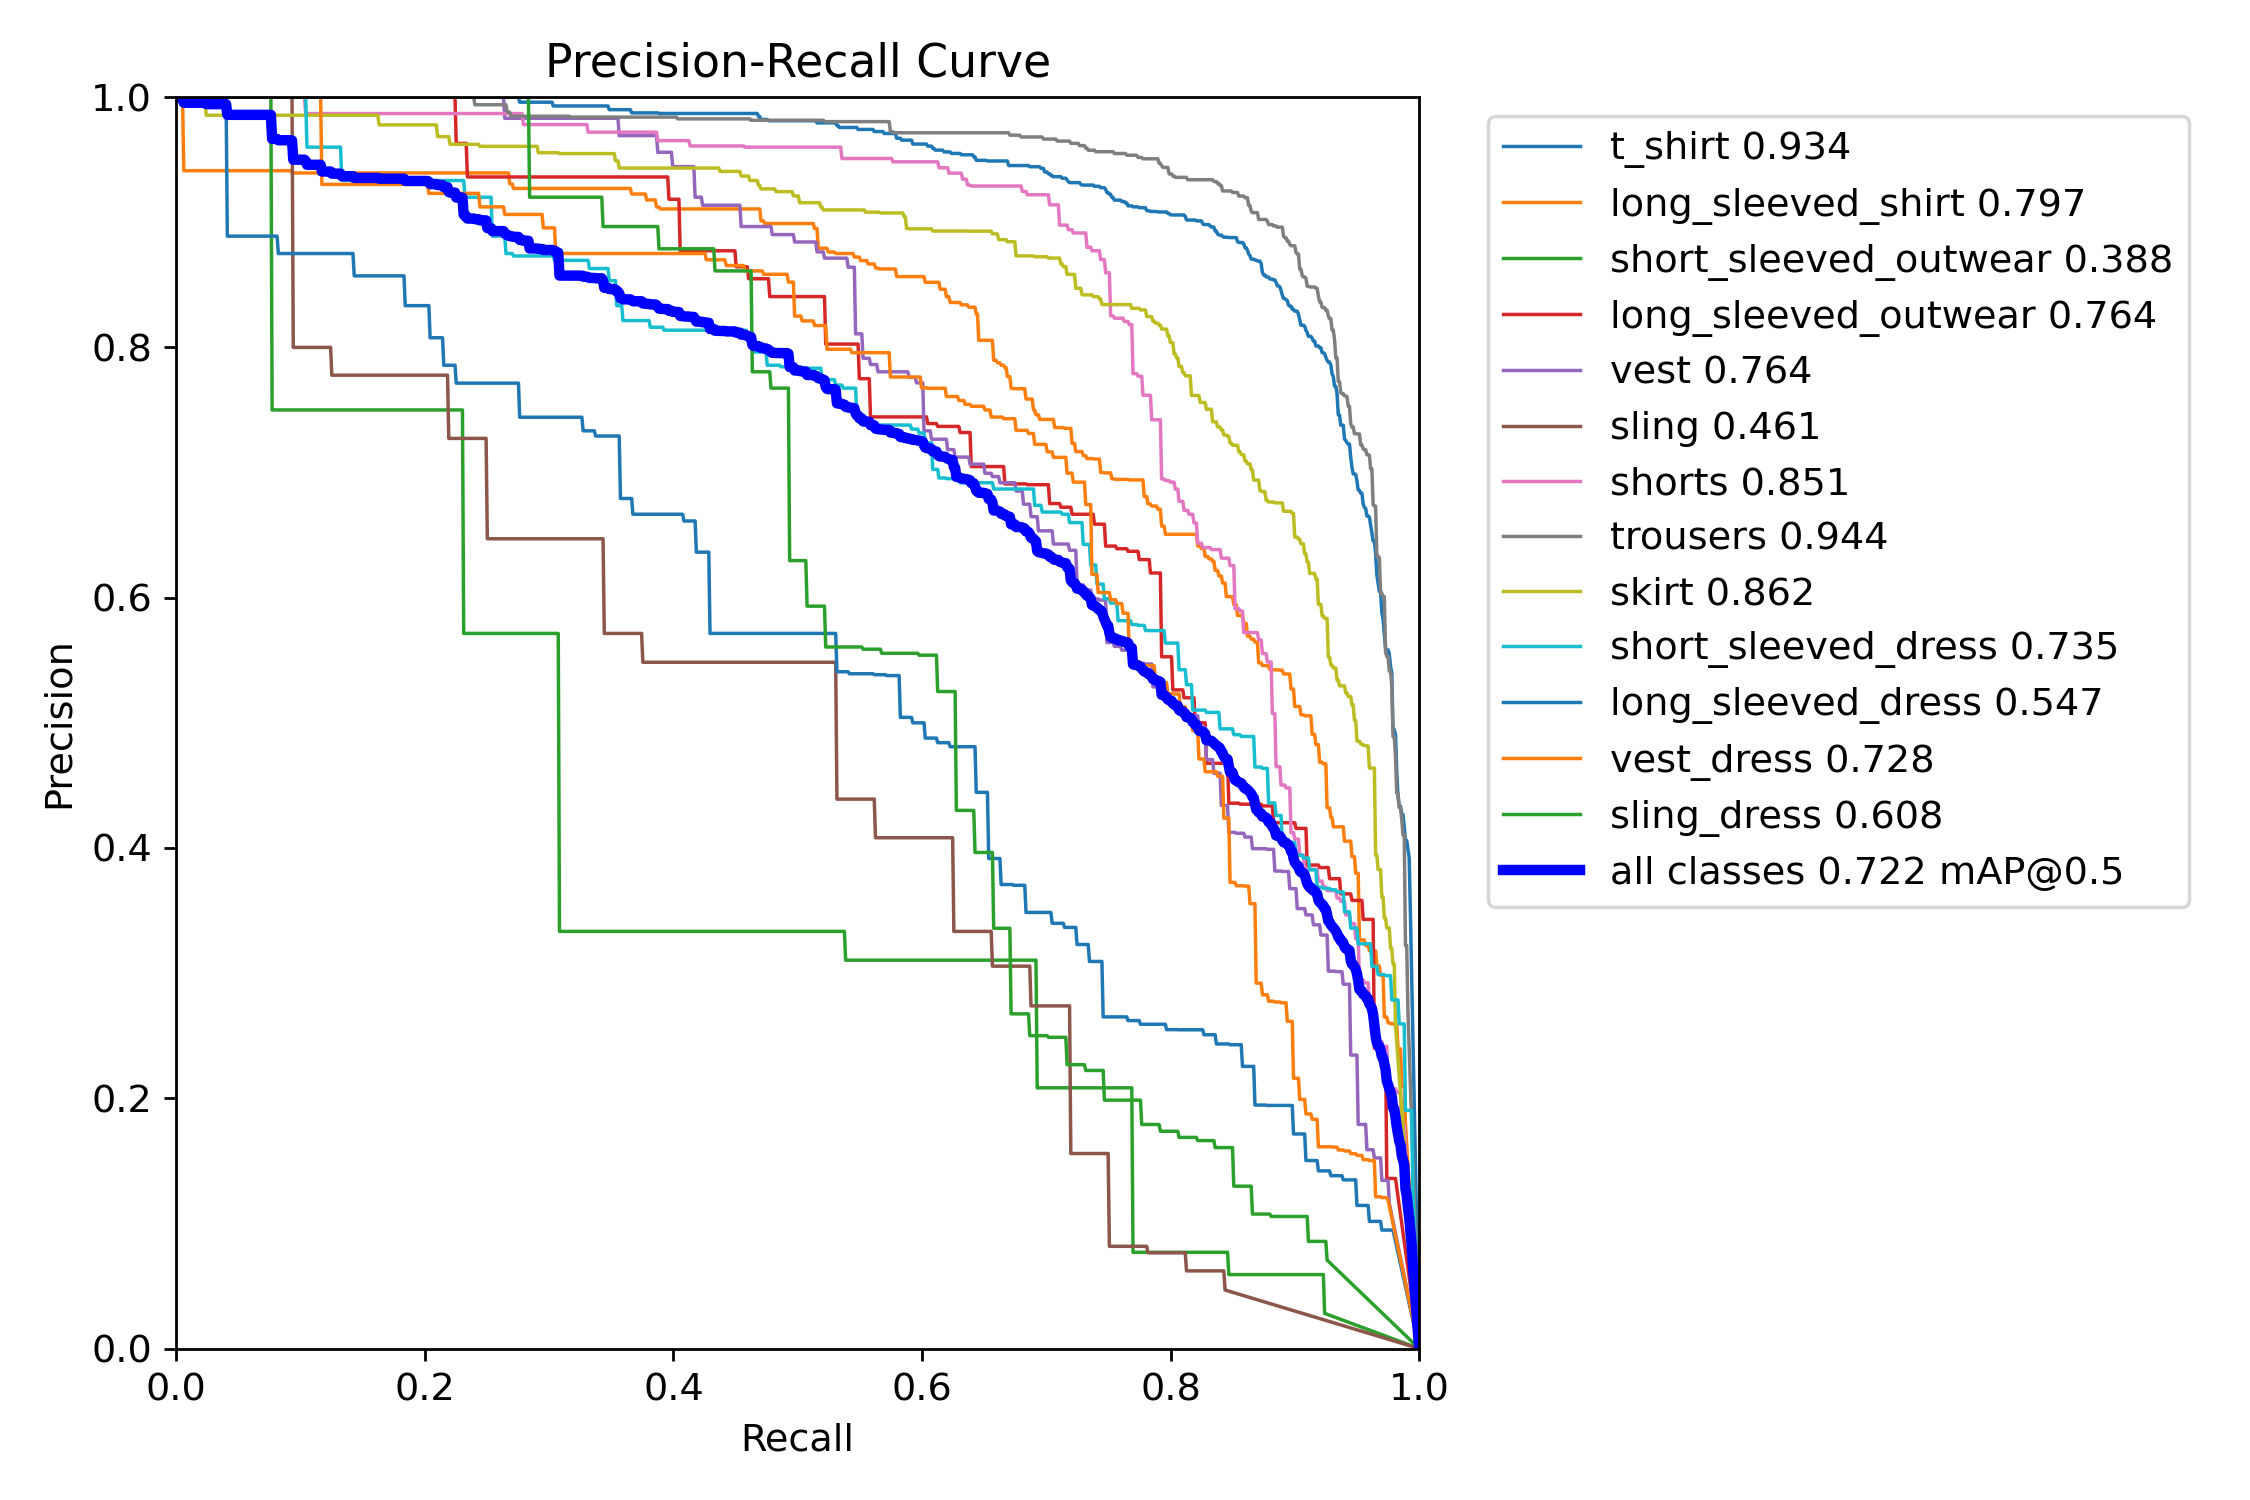 Precision-Recall Curve
1.0
0.8
0.6
0.4
0.2
0.0
Precision
0.0 0.2 0.4 0.6 0.8 1.0
Recall
t_shirt 0.934
long_sleeved_shirt 0.797
short_sleeved_outwear 0.388
long_sleeved_outwear 0.764
vest 0.764
sling 0.461
shorts 0.851
trousers 0.944
skirt 0.862
short_sleeved_dress 0.735
long_sleeved_dress 0.547
vest_dress 0.728
sling_dress 0.608
all classes 0.722 mAP@0.5